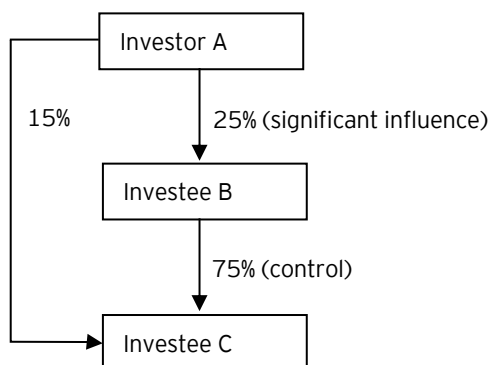 Investor A
15%
25% (significant influence)
Investee B
75% (control)
Investee C